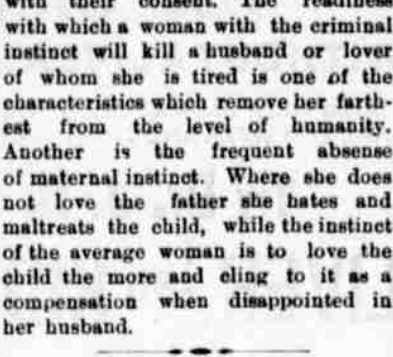 with their consent. The readiness
with which a woman with the criminal
instinct will kill a husband or lover
of whom she is tired is one of the
characteristics which remove her farth-
est from the level of humanity.
Another is the frequent absense
of maternal instinct. Where she does
not love the father she hates and
maltreats the child, while the instinct
of the average woman is to love the
child the more and cling to it as a
compensation when disappointed in
her husband.